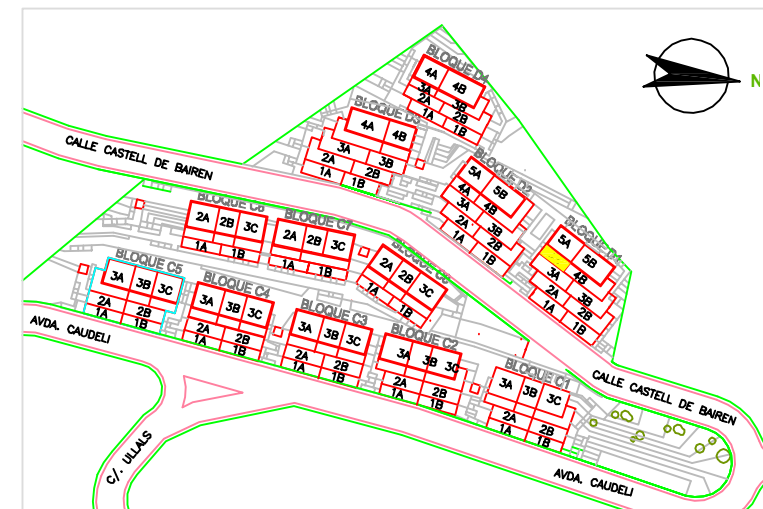 BLOQUE D4
4A 4B
3A 3B
2A 2B
1A 1B
N
BLOQUE D3
4A 4B
3A 3B
2A 2B
1A 1B
CALLE CASTELL DE BAIREN
BLOQUE D2
5A 5B
4A 4B
3A 3B
2A 2B
1A 1B
BLOQUE D1
5A 5B
4B
3A 3B
2A 2B
1A 1B
BLOQUE C6
2A 2B 3C
1A 1B
BLOQUE C7
2A 2B 3C
1A 1B
2A 2B 3C
1A 1B
BLOQUE C5
3A 3B 3C
2A 2B
1A 1B
BLOQUE C4
3A 3B 3C
2A 2B
1A 1B
BLOQUE C3
3A 3B 3C
2A 2B
1A 1B
BLOQUE C2
3A 3B 3C
2A 2B
1A 1B
BLOQUE C1
3A 3B 3C
2A 2B
1A 1B
AVDA. CAUDELI
CALLE CASTELL DE BAIREN
C/. ULLALS
AVDA. CAUDELI